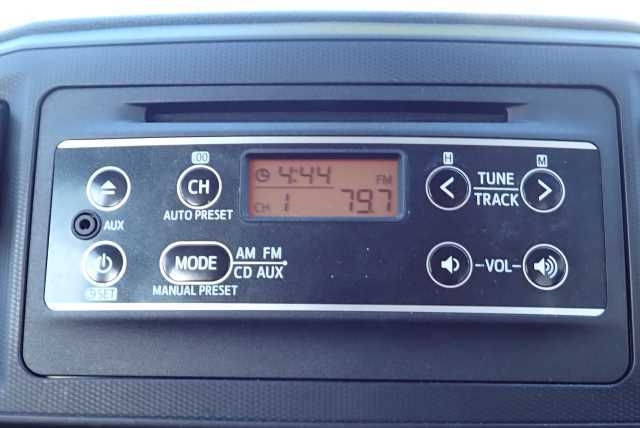 :00
H
M
CH
AUTO PRESET
4:44
FM
CH 1 79.7
TUNE
TRACK
AUX
MODE
AM FM
CD AUX
MANUAL PRESET
SET
-VOL-